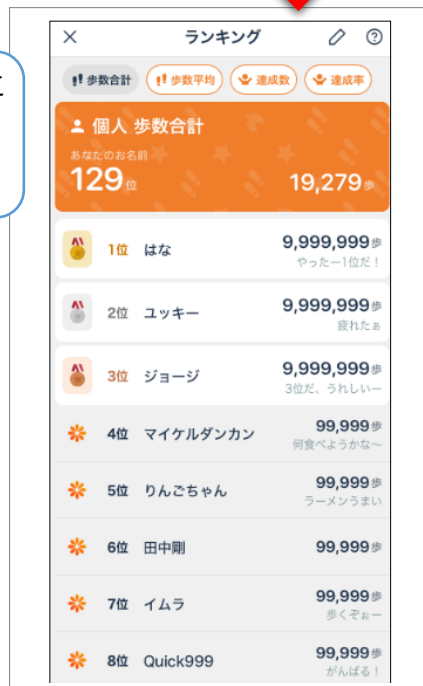 に
ランキング
歩数合計 歩数平均 達成数 達成率
個人 歩数合計
あなたのお名前
129位 19,279歩
1位 はな 9,999,999歩
やったー1位だ！
2位 ユッキー 9,999,999歩
疲れたぁ
3位 ジョージ 9,999,999歩
3位だ、うれしいー
4位 マイケルダンカン 99,999歩
何食べようかな〜
5位 りんごちゃん 99,999歩
ラーメンうまい
6位 田中剛 99,999歩
7位 イムラ 99,999歩
歩くぞぉー
8位 Quick999 99,999歩
がんばる！